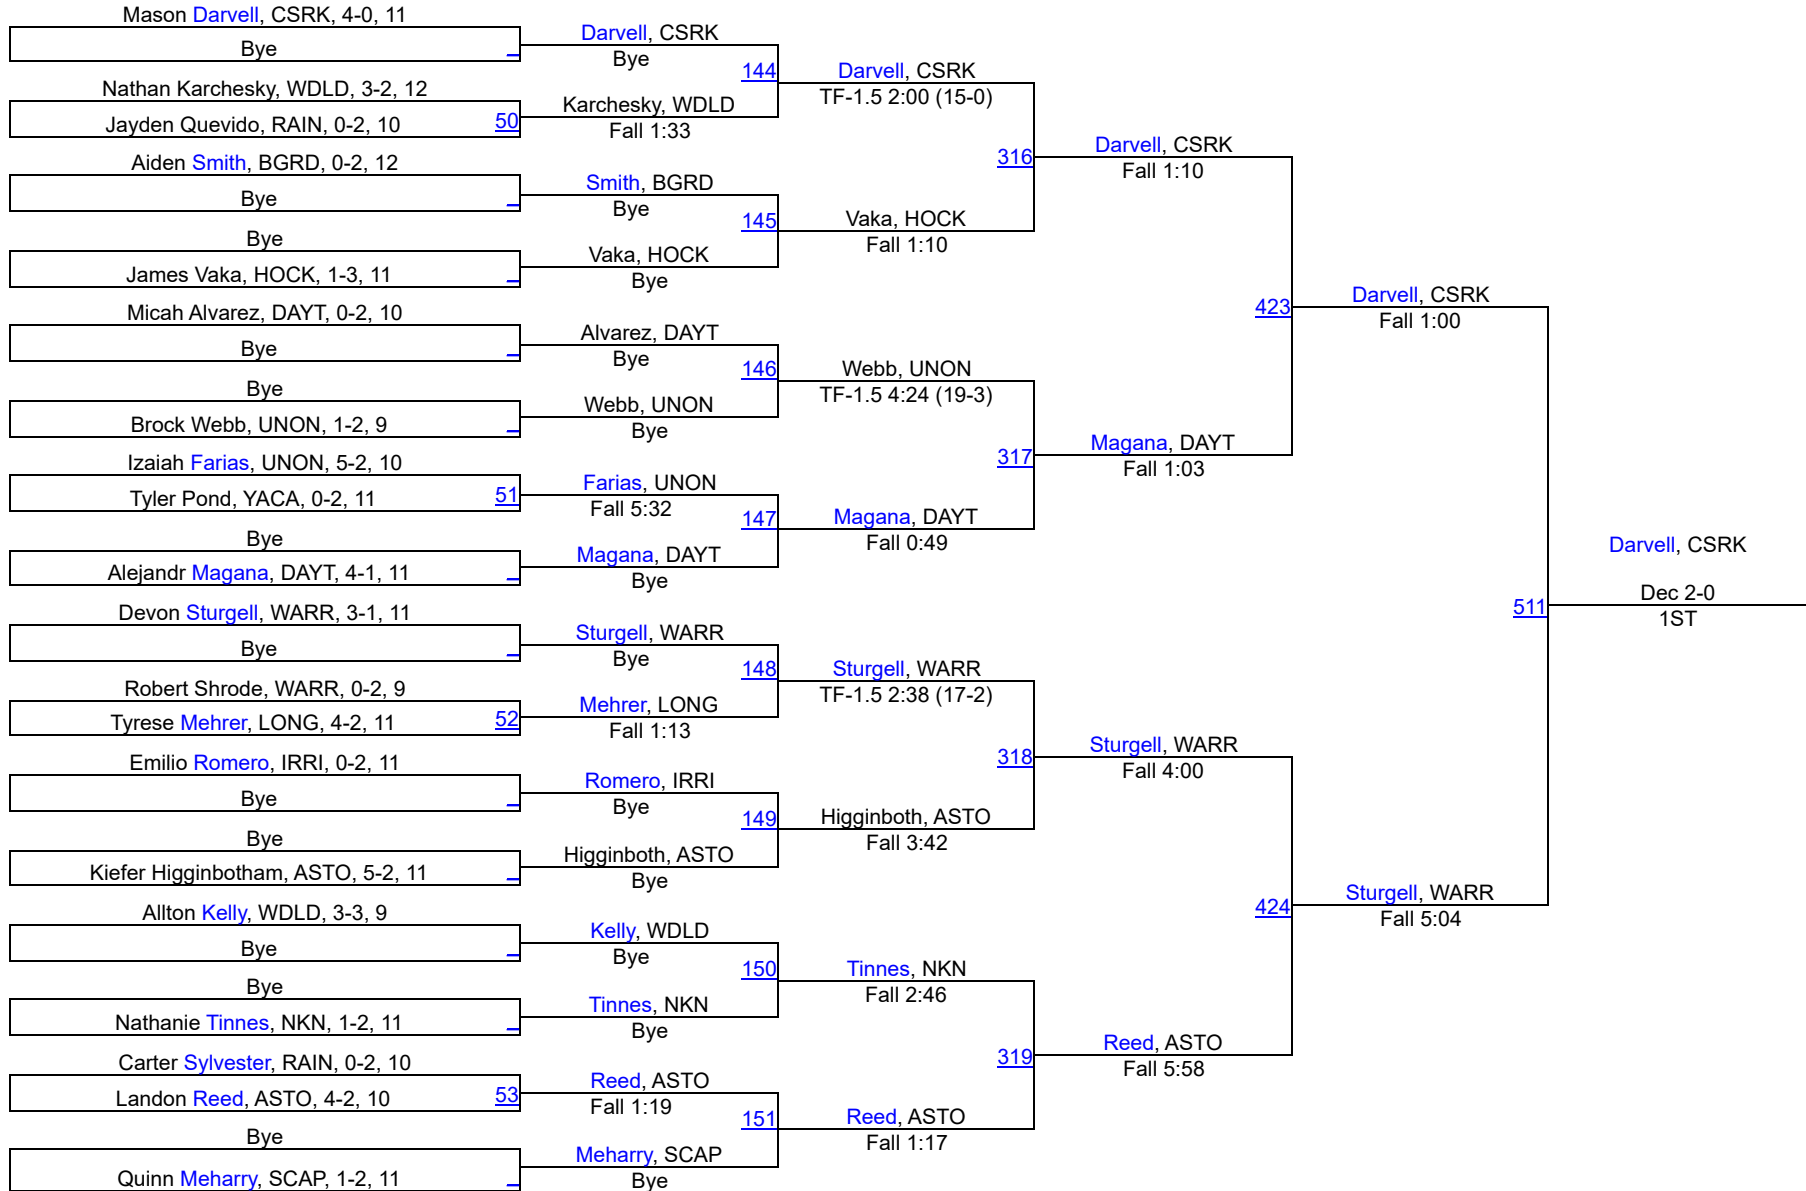 Mason Darvell, CSRK, 4-0, 11
Bye
Nathan Karchesky, WDLD, 3-2, 12
Jayden Quevido, RAIN, 0-2, 10
50
Aiden Smith, BGRD, 0-2, 12
Bye
Bye
James Vaka, HOCK, 1-3, 11
Micah Alvarez, DAYT, 0-2, 10
Bye
Bye
Brock Webb, UNON, 1-2, 9
Izaiah Farias, UNON, 5-2, 10
Tyler Pond, YACA, 0-2, 11
51
Bye
Alejandr Magana, DAYT, 4-1, 11
Devon Sturgell, WARR, 3-1, 11
Bye
Robert Shrode, WARR, 0-2, 9
Tyrese Mehrer, LONG, 4-2, 11
52
Emilio Romero, IRRI, 0-2, 11
Bye
Bye
Kiefer Higginbotham, ASTO, 5-2, 11
Allton Kelly, WDLD, 3-3, 9
Bye
Bye
Nathanie Tinnes, NKN, 1-2, 11
Carter Sylvester, RAIN, 0-2, 10
Landon Reed, ASTO, 4-2, 10
53
Bye
Quinn Meharry, SCAP, 1-2, 11
Darvell, CSRK
Bye
144
Karchesky, WDLD
Fall 1:33
Smith, BGRD
Bye
145
Vaka, HOCK
Bye
Alvarez, DAYT
Bye
146
Webb, UNON
Bye
Farias, UNON
Fall 5:32
147
Magana, DAYT
Bye
Sturgell, WARR
Bye
148
Mehrer, LONG
Fall 1:13
Romero, IRRI
Bye
149
Higginboth, ASTO
Bye
Kelly, WDLD
Bye
150
Tinnes, NKN
Bye
Reed, ASTO
Fall 1:19
151
Meharry, SCAP
Bye
Darvell, CSRK
TF-1.5 2:00 (15-0)
316
Vaka, HOCK
Fall 1:10
Webb, UNON
TF-1.5 4:24 (19-3)
317
Magana, DAYT
Fall 0:49
Sturgell, WARR
TF-1.5 2:38 (17-2)
318
Higginboth, ASTO
Fall 3:42
Tinnes, NKN
Fall 2:46
319
Reed, ASTO
Fall 1:17
Darvell, CSRK
Fall 1:10
423
Magana, DAYT
Fall 1:03
Sturgell, WARR
Fall 4:00
424
Reed, ASTO
Fall 5:58
Darvell, CSRK
Fall 1:00
511
Sturgell, WARR
Fall 5:04
Darvell, CSRK
Dec 2-0
1ST